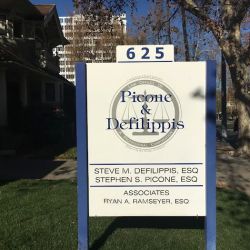 625
Picone
&
Defilippis
STEVE M. DEFILIPPIS, ESQ
STEPHEN S. PICONE, ESQ
ASSOCIATES
RYAN A. RAMSEYER, ESQ